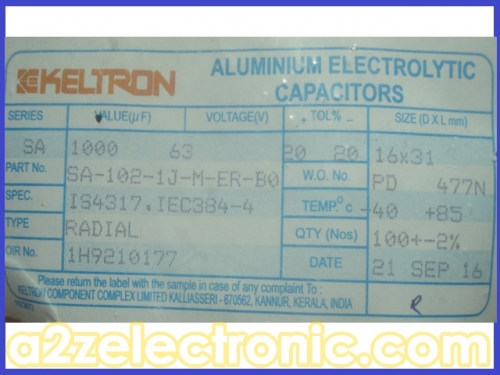 KELTRON
ALUMINIUM ELECTROLYTIC
CAPACITORS
SERIES VALUE(µF) VOLTAGE(V) + TOL% - SIZE (D X L mm)
SA 1000 63 20 20 16x31
PART No. SA-102-1J-M-ER-B0 W.O. No. PD 477N
SPEC. IS4317,IEC384-4 TEMP.° c -40 +85
TYPE RADIAL QTY (Nos) 100+-2%
QIR No. 1H9210177 DATE 21 SEP 16
Please return the label with the sample in case of any complaint To :
KELTRON COMPONENT COMPLEX LIMITED KALLIASSERI - 670562, KANNUR, KERALA, INDIA
R
a2zelectronic.com